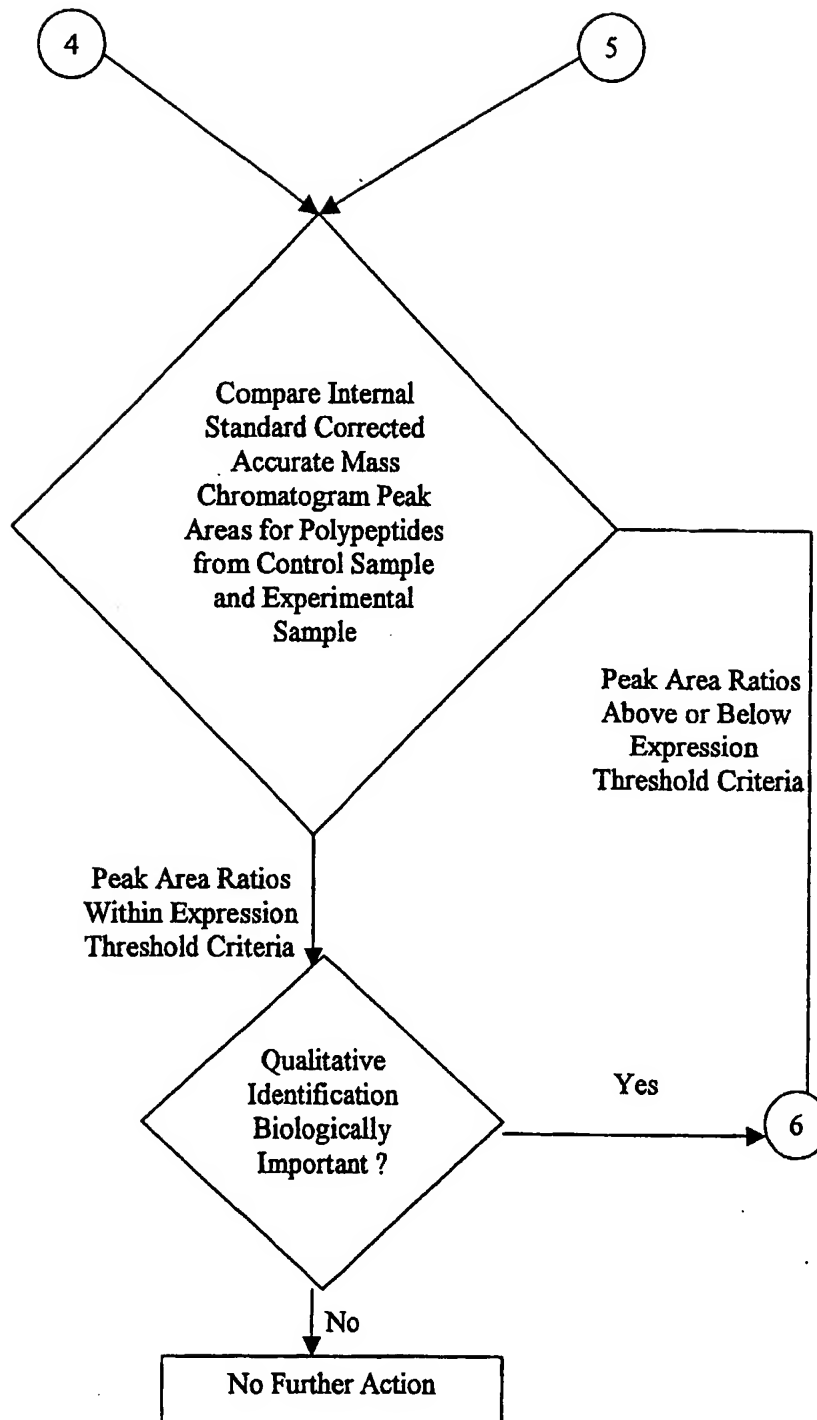 4
5
Compare Internal
Standard Corrected
Accurate Mass
Chromatogram Peak
Areas for Polypeptides
from Control Sample
and Experimental
Sample
Peak Area Ratios
Above or Below
Expression
Threshold Criteria
Peak Area Ratios
Within Expression
Threshold Criteria
Qualitative
Identification
Biologically
Important ?
Yes
6
No
No Further Action